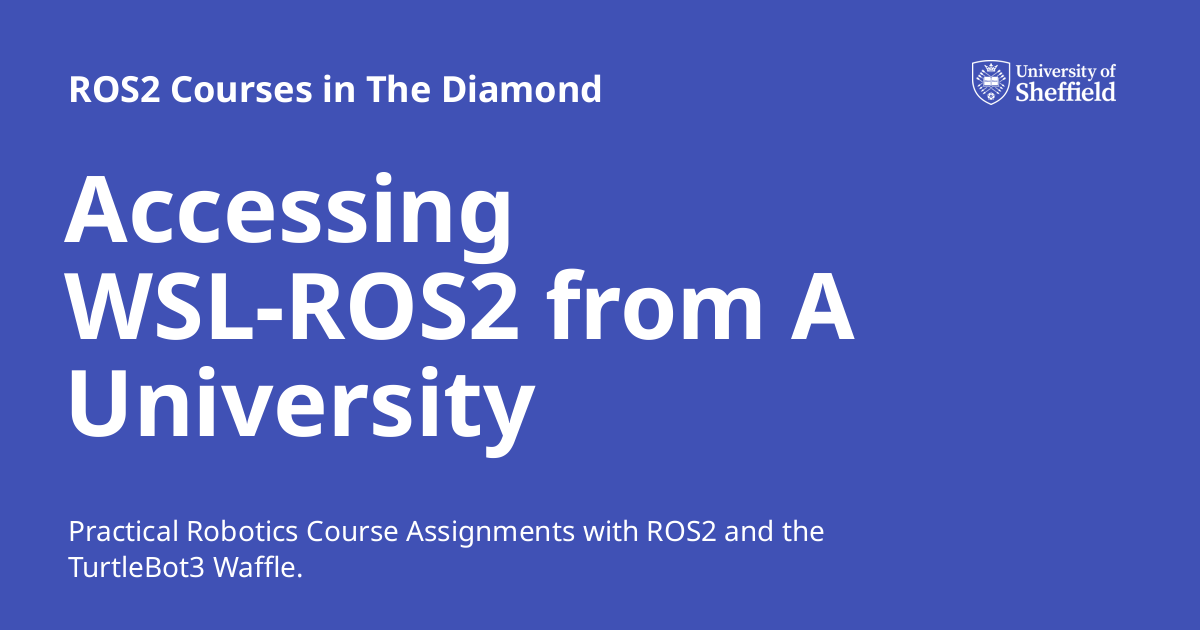 ROS2 Courses in The Diamond
University of
Sheffield
Accessing
WSL-ROS2 from A
University
Practical Robotics Course Assignments with ROS2 and the
TurtleBot3 Waffle.